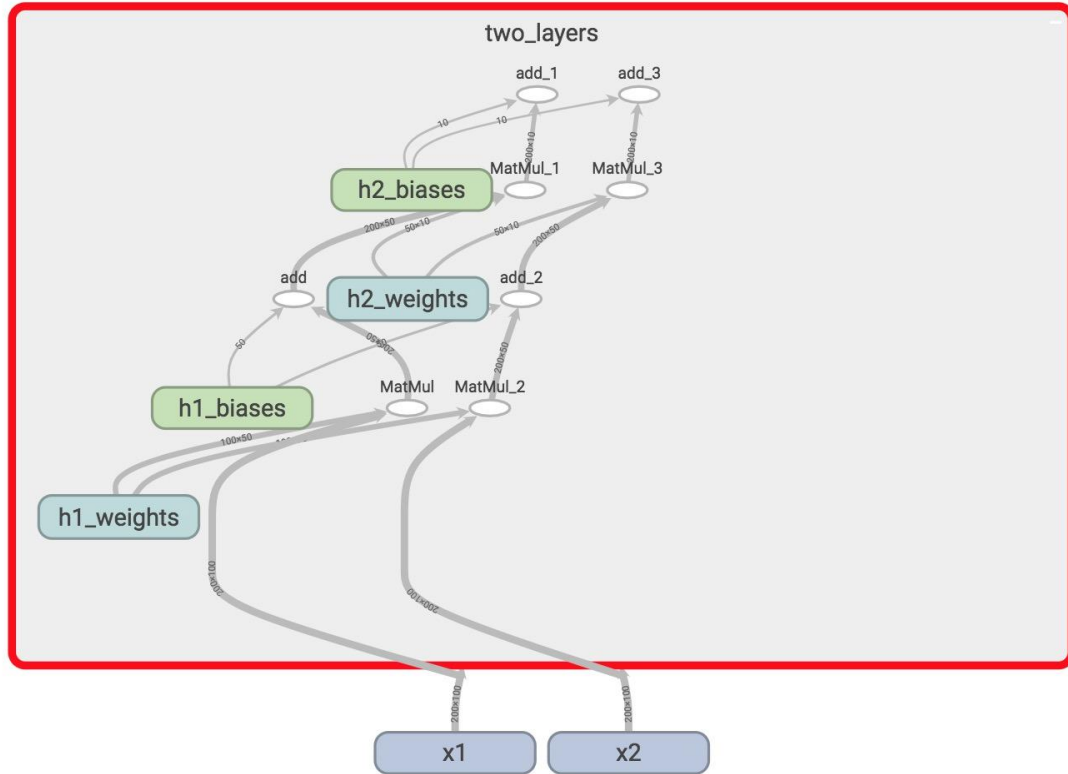 two_layers
add_1
add_3
10
10
200×10
200×10
MatMul_1
MatMul_3
h2_biases
200×50
50×10
50×10
200×50
add
add_2
h2_weights
50
200×50
200×50
MatMul
MatMul_2
h1_biases
100×50
h1_weights
200×100
200×100
200×100
200×100
x1
x2